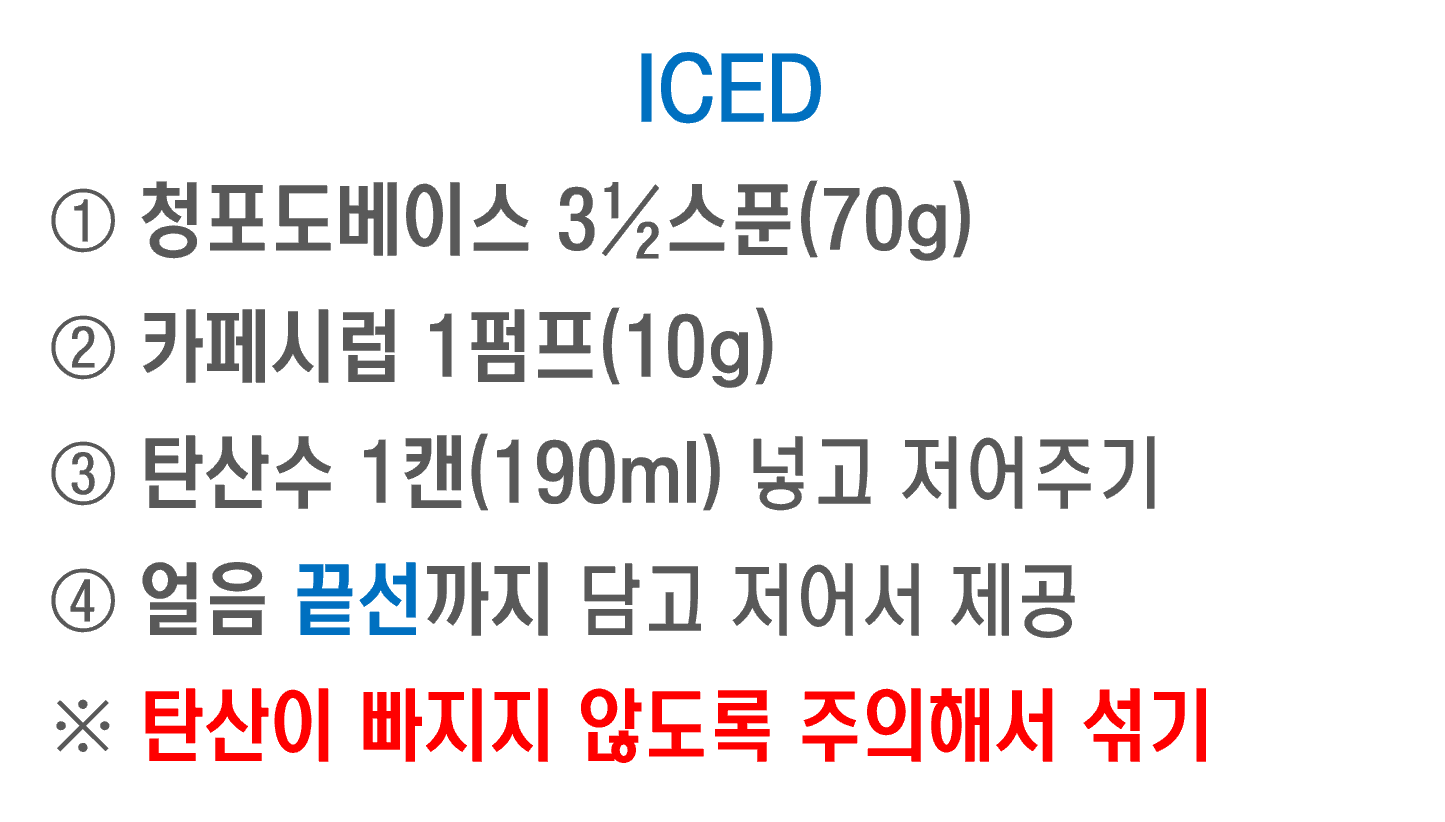 ICED
① 청포도베이스 3½스푼(70g)
② 카페시럽 1펌프(10g)
③ 탄산수 1캔(190ml) 넣고 저어주기
④ 얼음 끝선까지 담고 저어서 제공
※ 탄산이 빠지지 않도록 주의해서 섞기